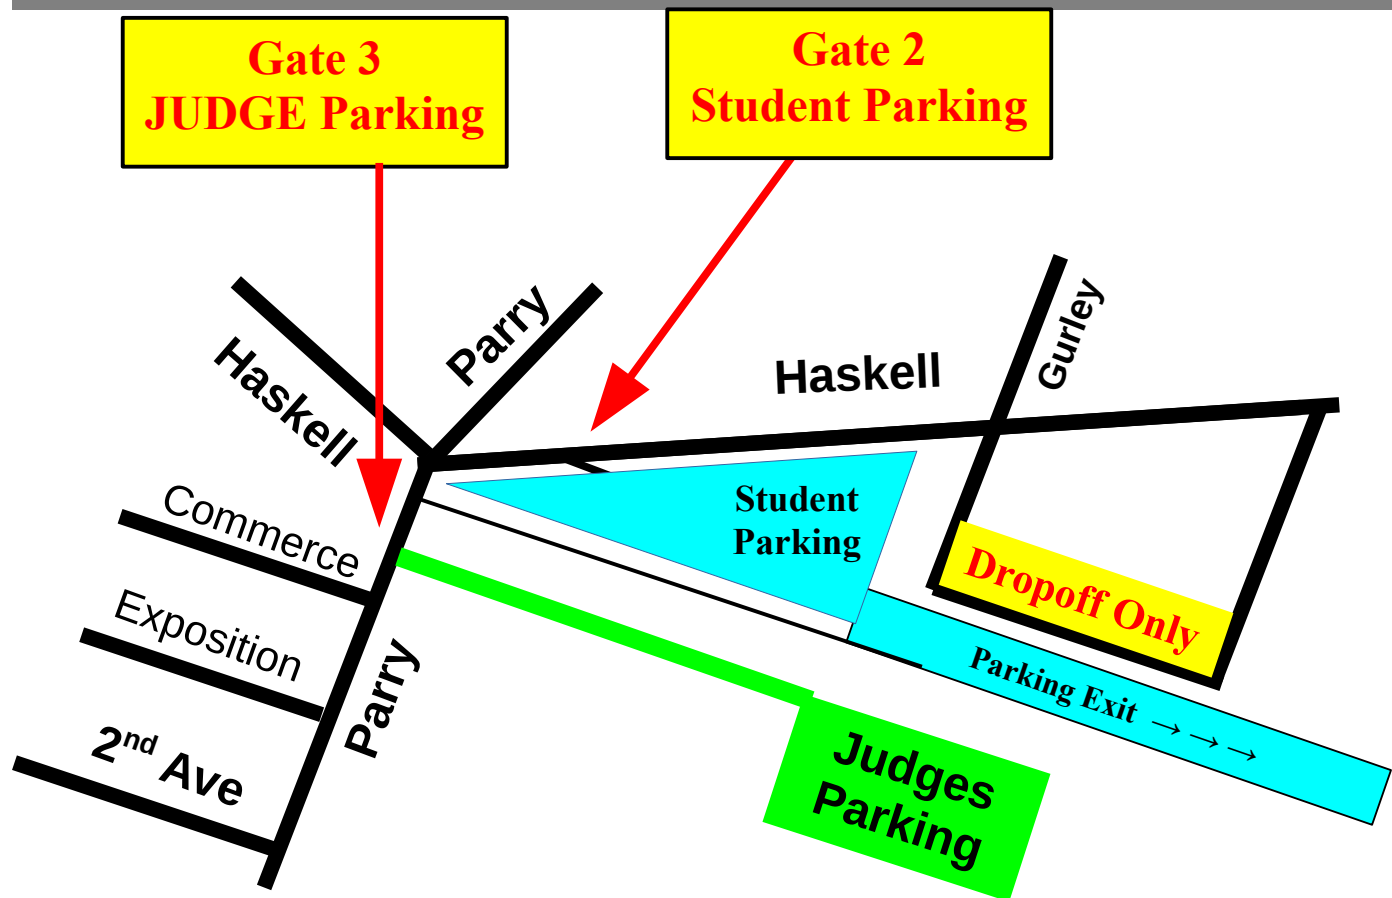 Gate 3
JUDGE Parking
Gate 2
Student Parking
Haskell
Parry
Haskell
Gurley
Commerce
Exposition
2nd Ave
Parry
Student
Parking
Dropoff Only
Parking Exit →→→
Judges
Parking